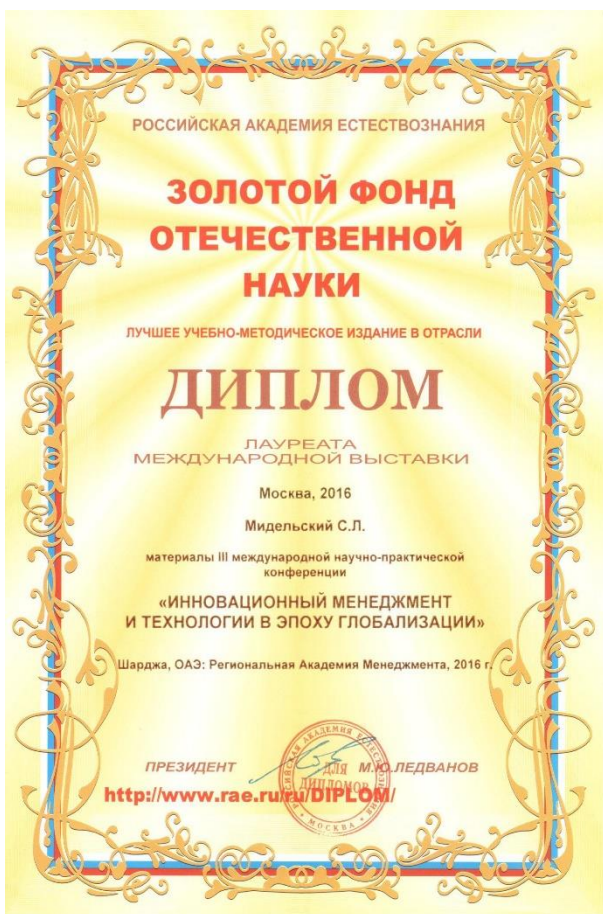 РОССИЙСКАЯ АКАДЕМИЯ ЕСТЕСТВОЗНАНИЯ
ЗОЛОТОЙ ФОНД
ОТЕЧЕСТВЕННОЙ
НАУКИ
ЛУЧШЕЕ УЧЕБНО-МЕТОДИЧЕСКОЕ ИЗДАНИЕ В ОТРАСЛИ
ДИПЛОМ
ЛАУРЕАТА
МЕЖДУНАРОДНОЙ ВЫСТАВКИ
Москва, 2016
Мидельский С.Л.
материалы III международной научно-практической
конференции
«ИННОВАЦИОННЫЙ МЕНЕДЖМЕНТ
И ТЕХНОЛОГИИ В ЭПОХУ ГЛОБАЛИЗАЦИИ»
Шарджа, ОАЭ: Региональная Академия Менеджмента, 2016 г.
ПРЕЗИДЕНТ М.Ю.ЛЕДВАНОВ
http://www.rae.ru/ru/DIPLOM/
ДЛЯ
ДИПЛОМОВ
МОСКВА